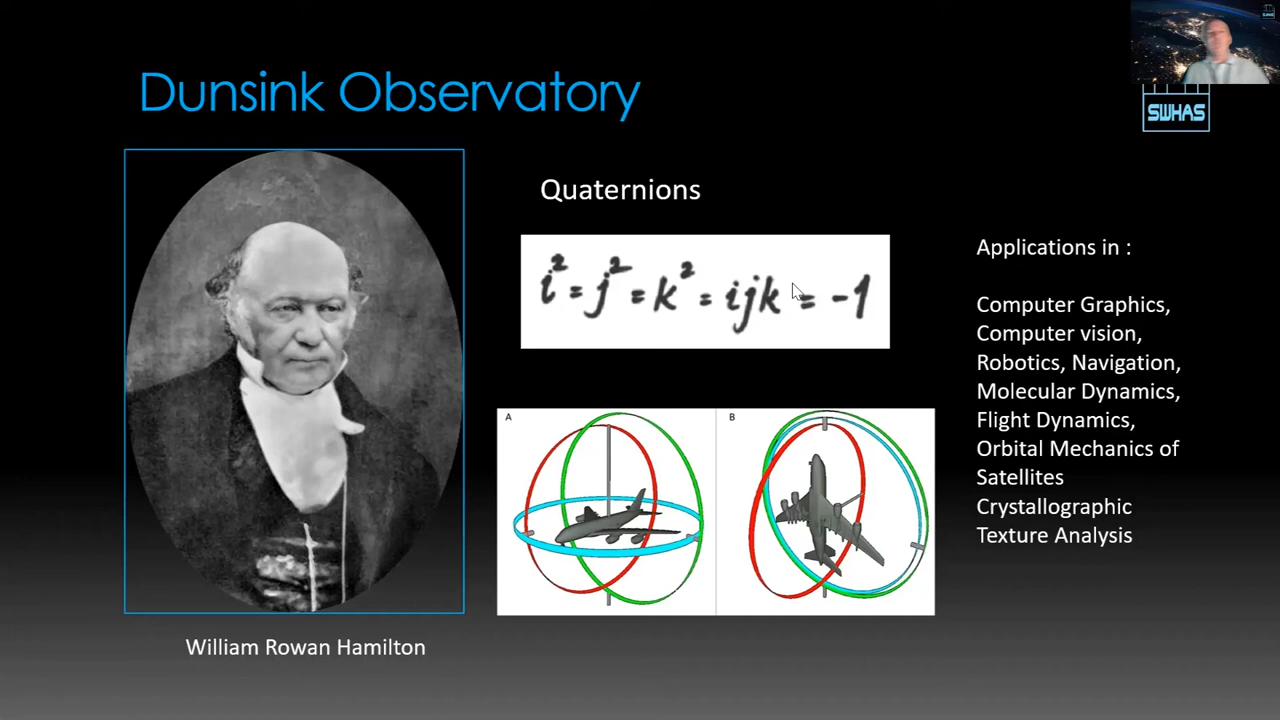 Dunsink Observatory
SWHAS
Quaternions
i² = j² = k² = ijk = -1
Applications in :
Computer Graphics,
Computer vision,
Robotics, Navigation,
Molecular Dynamics,
Flight Dynamics,
Orbital Mechanics of
Satellites
Crystallographic
Texture Analysis
A
B
William Rowan Hamilton